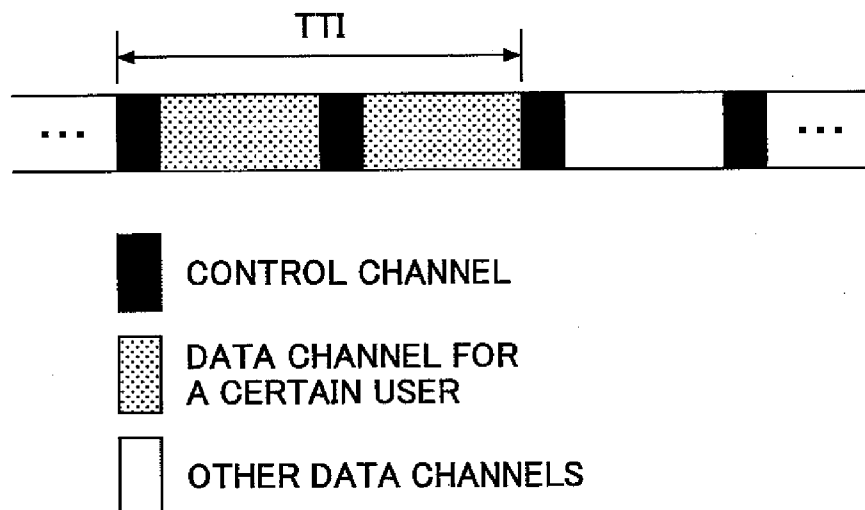 TTI
... ...
CONTROL CHANNEL
DATA CHANNEL FOR
A CERTAIN USER
OTHER DATA CHANNELS